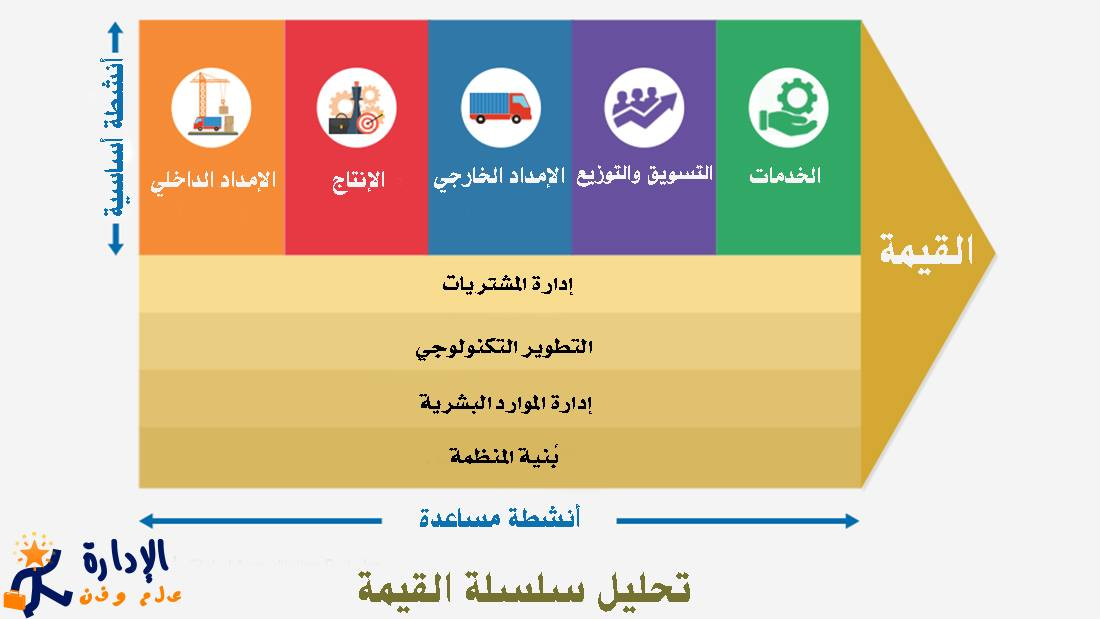 أنشطة أساسية
الإمداد الداخلي
الإنتاج
الإمداد الخارجي
التسويق والتوزيع
الخدمات
القيمة
إدارة المشتريات
التطوير التكنولوجي
إدارة الموارد البشرية
بُنية المنظمة
أنشطة مساعدة
تحليل سلسلة القيمة
الإدارة
علم وفن